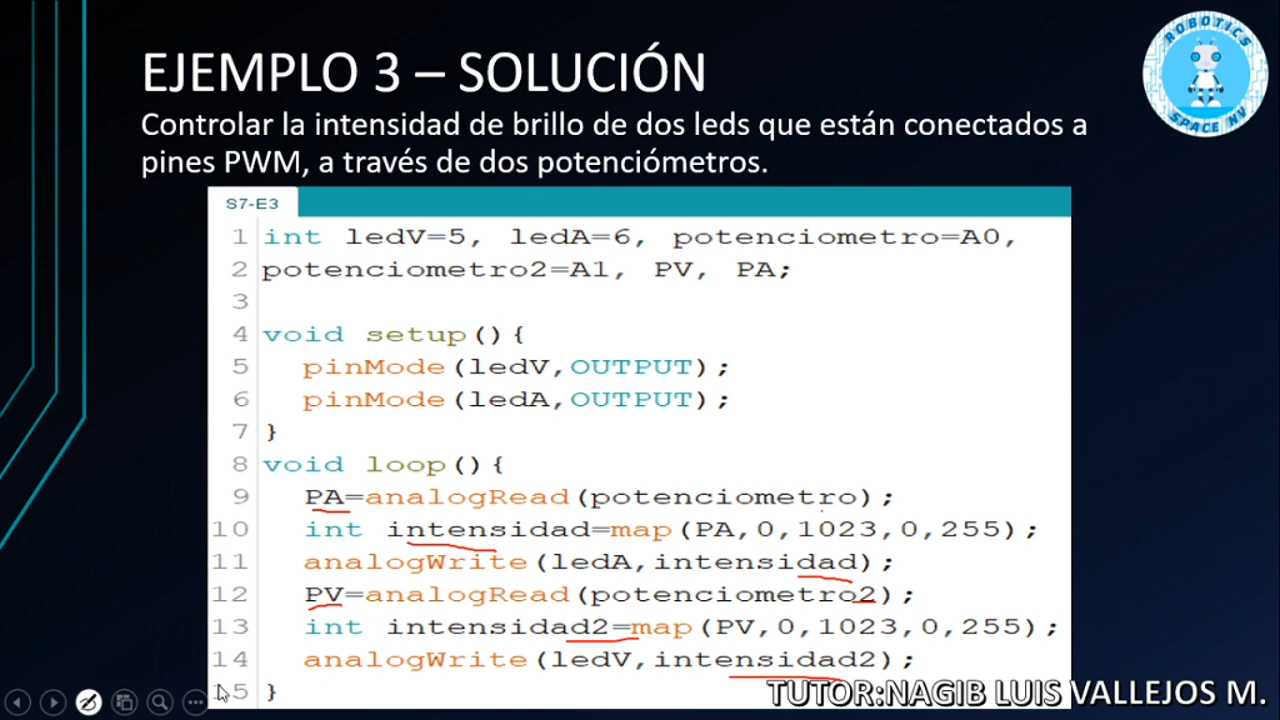 EJEMPLO 3 – SOLUCIÓN
ROBOTICS
SPACE NV
Controlar la intensidad de brillo de dos leds que están conectados a
pines PWM, a través de dos potenciómetros.
S7-E3
1 int ledV=5, ledA=6, potenciometro=A0,
2 potenciometro2=A1, PV, PA;
3
4 void setup(){
5 pinMode(ledV,OUTPUT);
6 pinMode(ledA,OUTPUT);
7 }
8 void loop(){
9 PA=analogRead(potenciometro);
10 int intensidad=map(PA,0,1023,0,255);
11 analogWrite(ledA,intensidad);
12 PV=analogRead(potenciometro2);
13 int intensidad2=map(PV,0,1023,0,255);
14 analogWrite(ledV,intensidad2);
15 }
TUTOR:NAGIB LUIS VALLEJOS M.